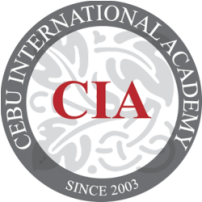 CEBU INTERNATIONAL ACADEMY
CIA
SINCE 2003